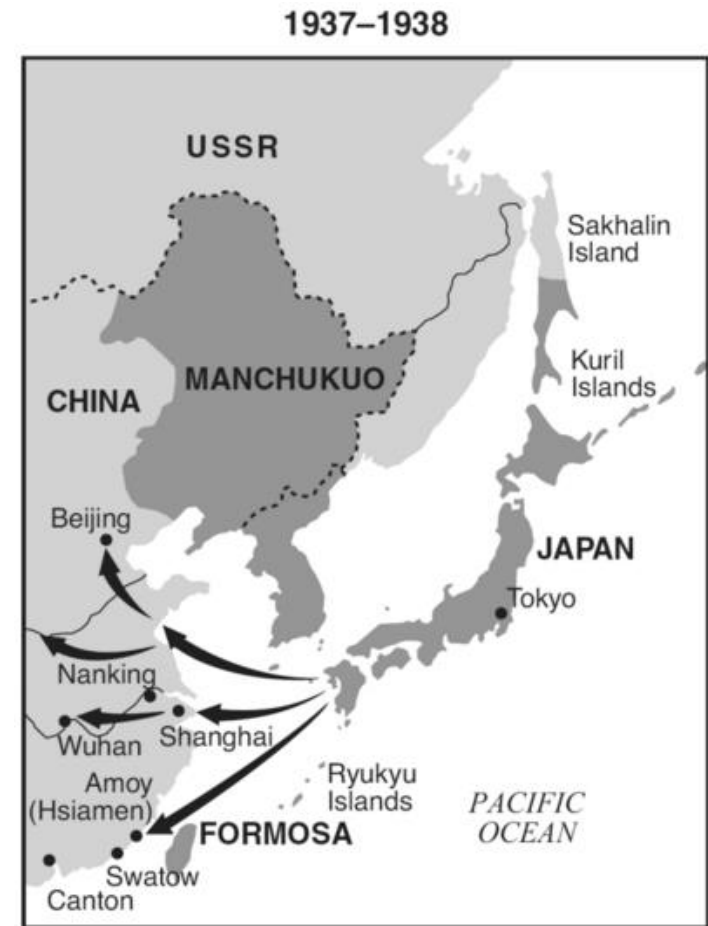 1937–1938
USSR
Sakhalin
Island
Kuril
Islands
MANCHUKUO
CHINA
Beijing
JAPAN
Tokyo
Nanking
Wuhan
Shanghai
Amoy
(Hsiamen)
Ryukyu
Islands
PACIFIC
OCEAN
FORMOSA
Swatow
Canton